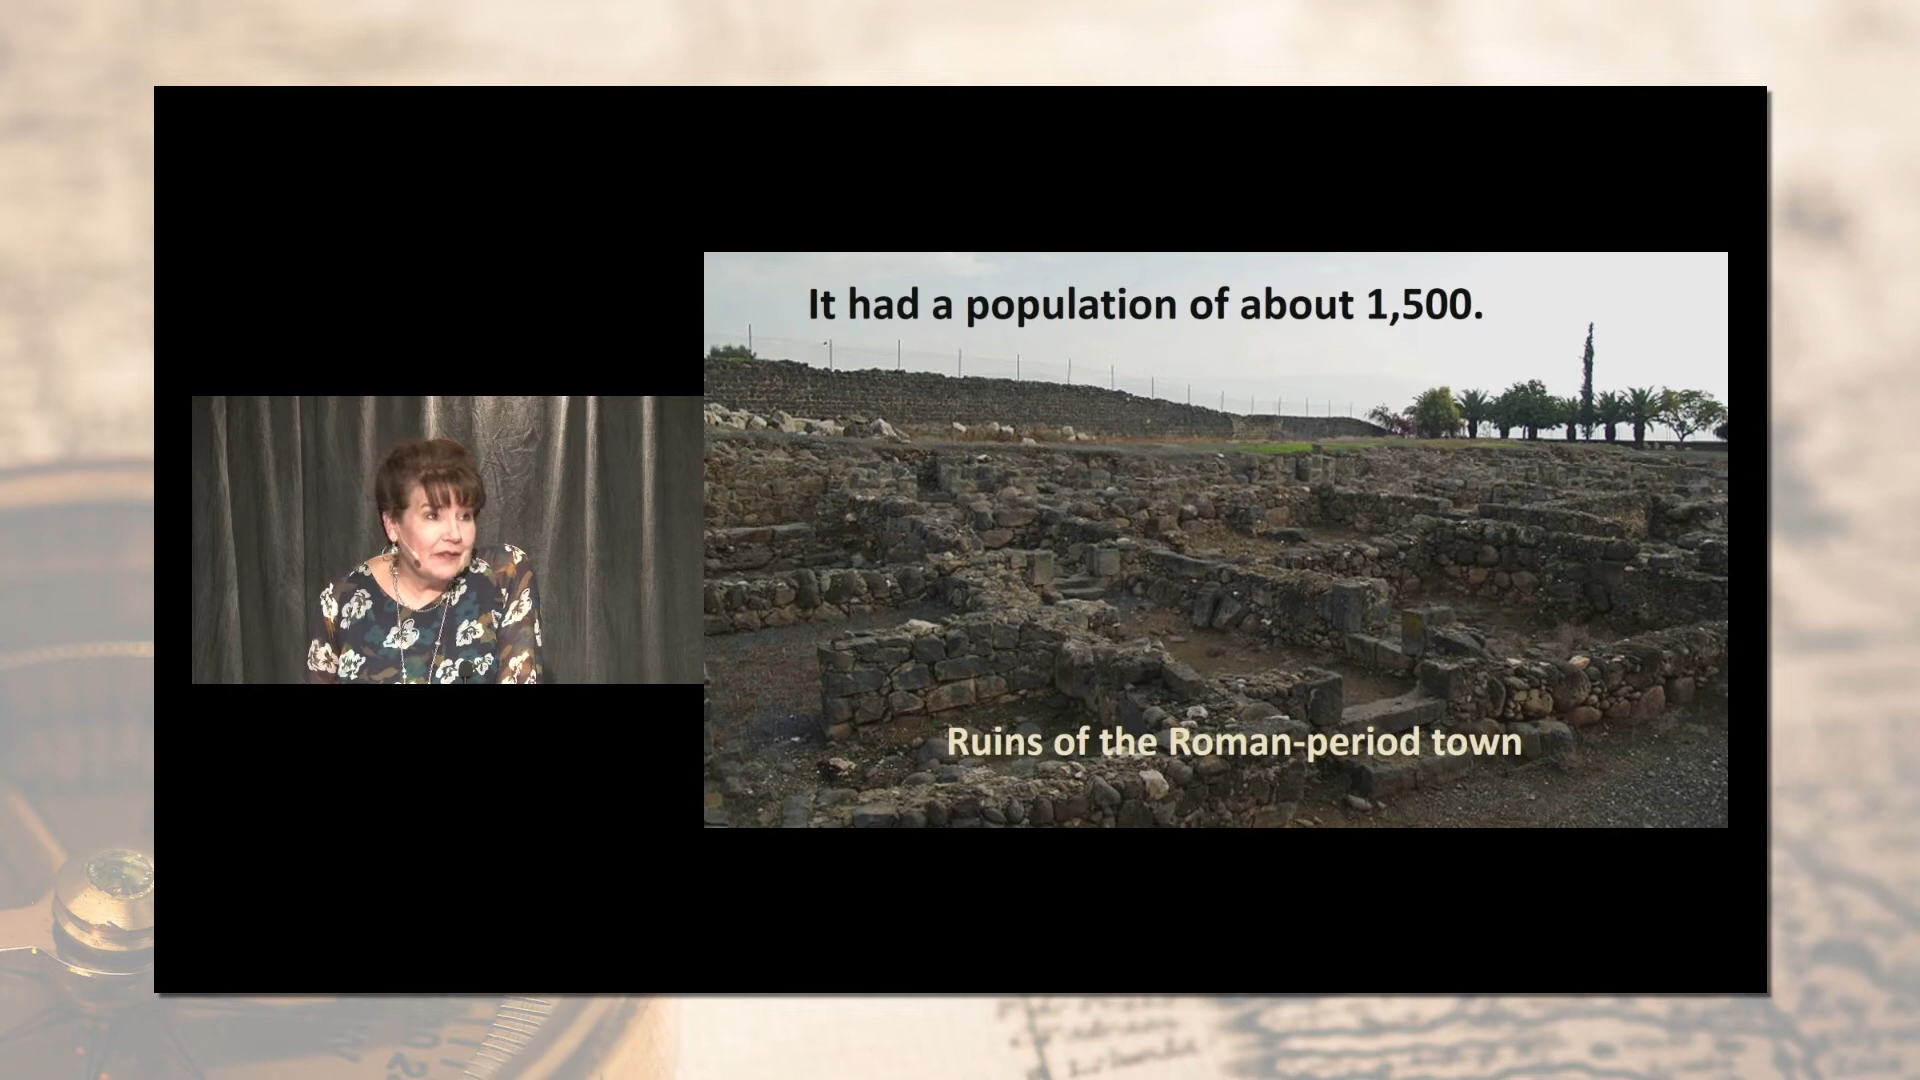 It had a population of about 1,500.
Ruins of the Roman-period town